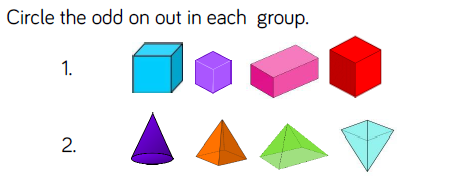 Circle the odd on out in each group.
1.
2.